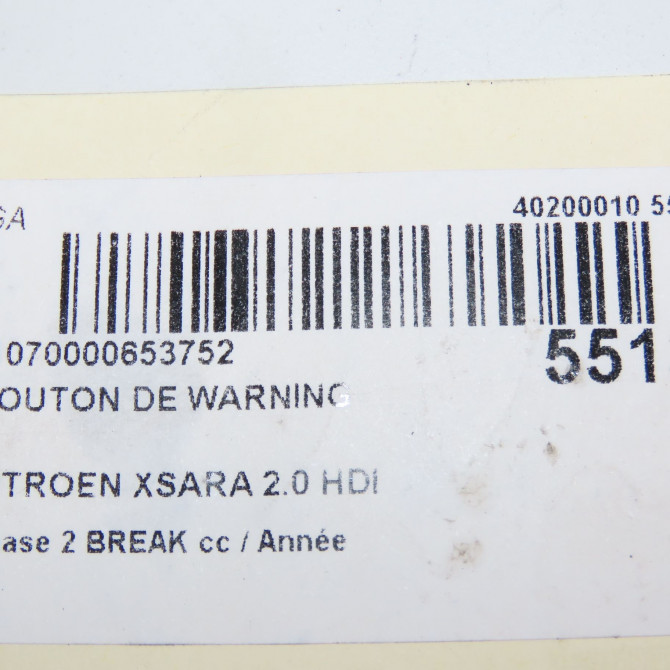 GA
40200010 55
070000653752
551
OUTON DE WARNING
TROEN XSARA 2.0 HDI
ase 2 BREAK cc / Année